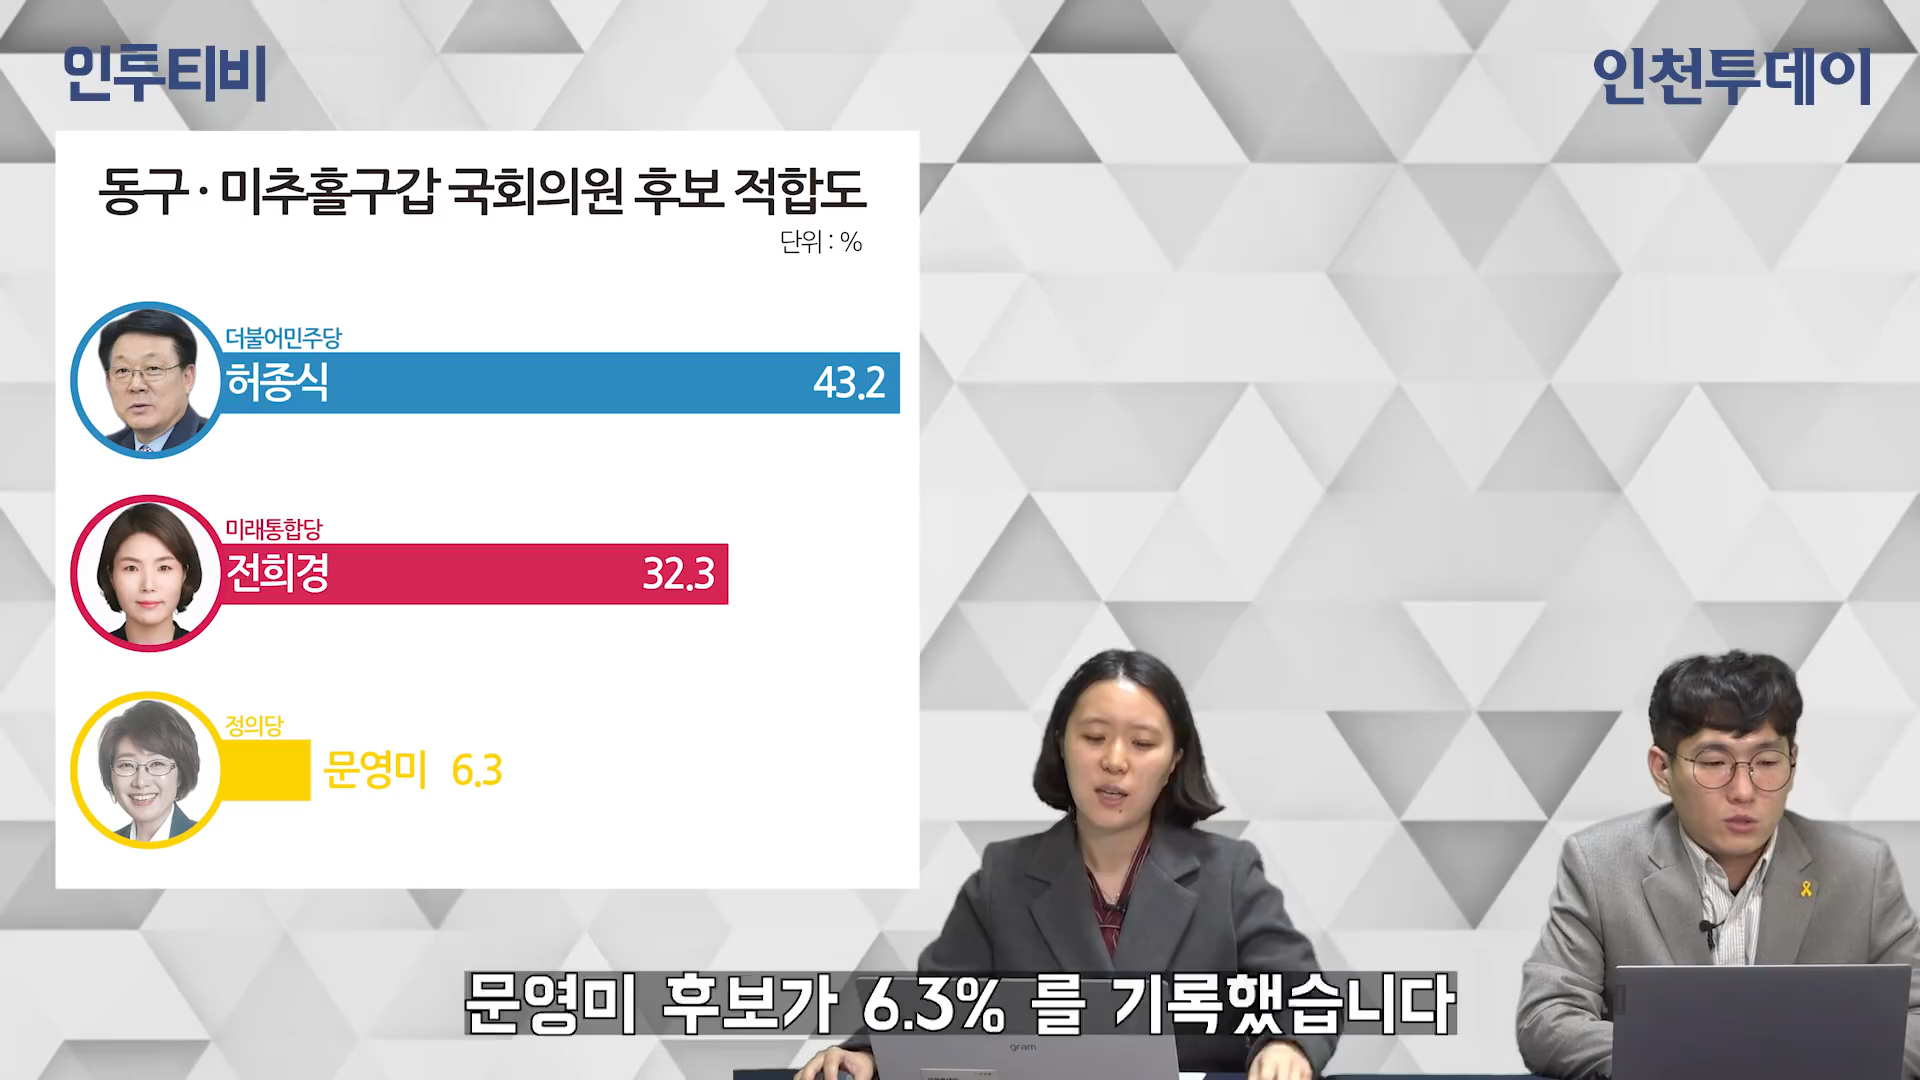 인투티비
인천투데이
동구·미추홀구갑 국회의원 후보 적합도
단위 : %
더불어민주당
허종식 43.2
미래통합당
전희경 32.3
정의당
문영미 6.3
문영미 후보가 6.3% 를 기록했습니다
gram